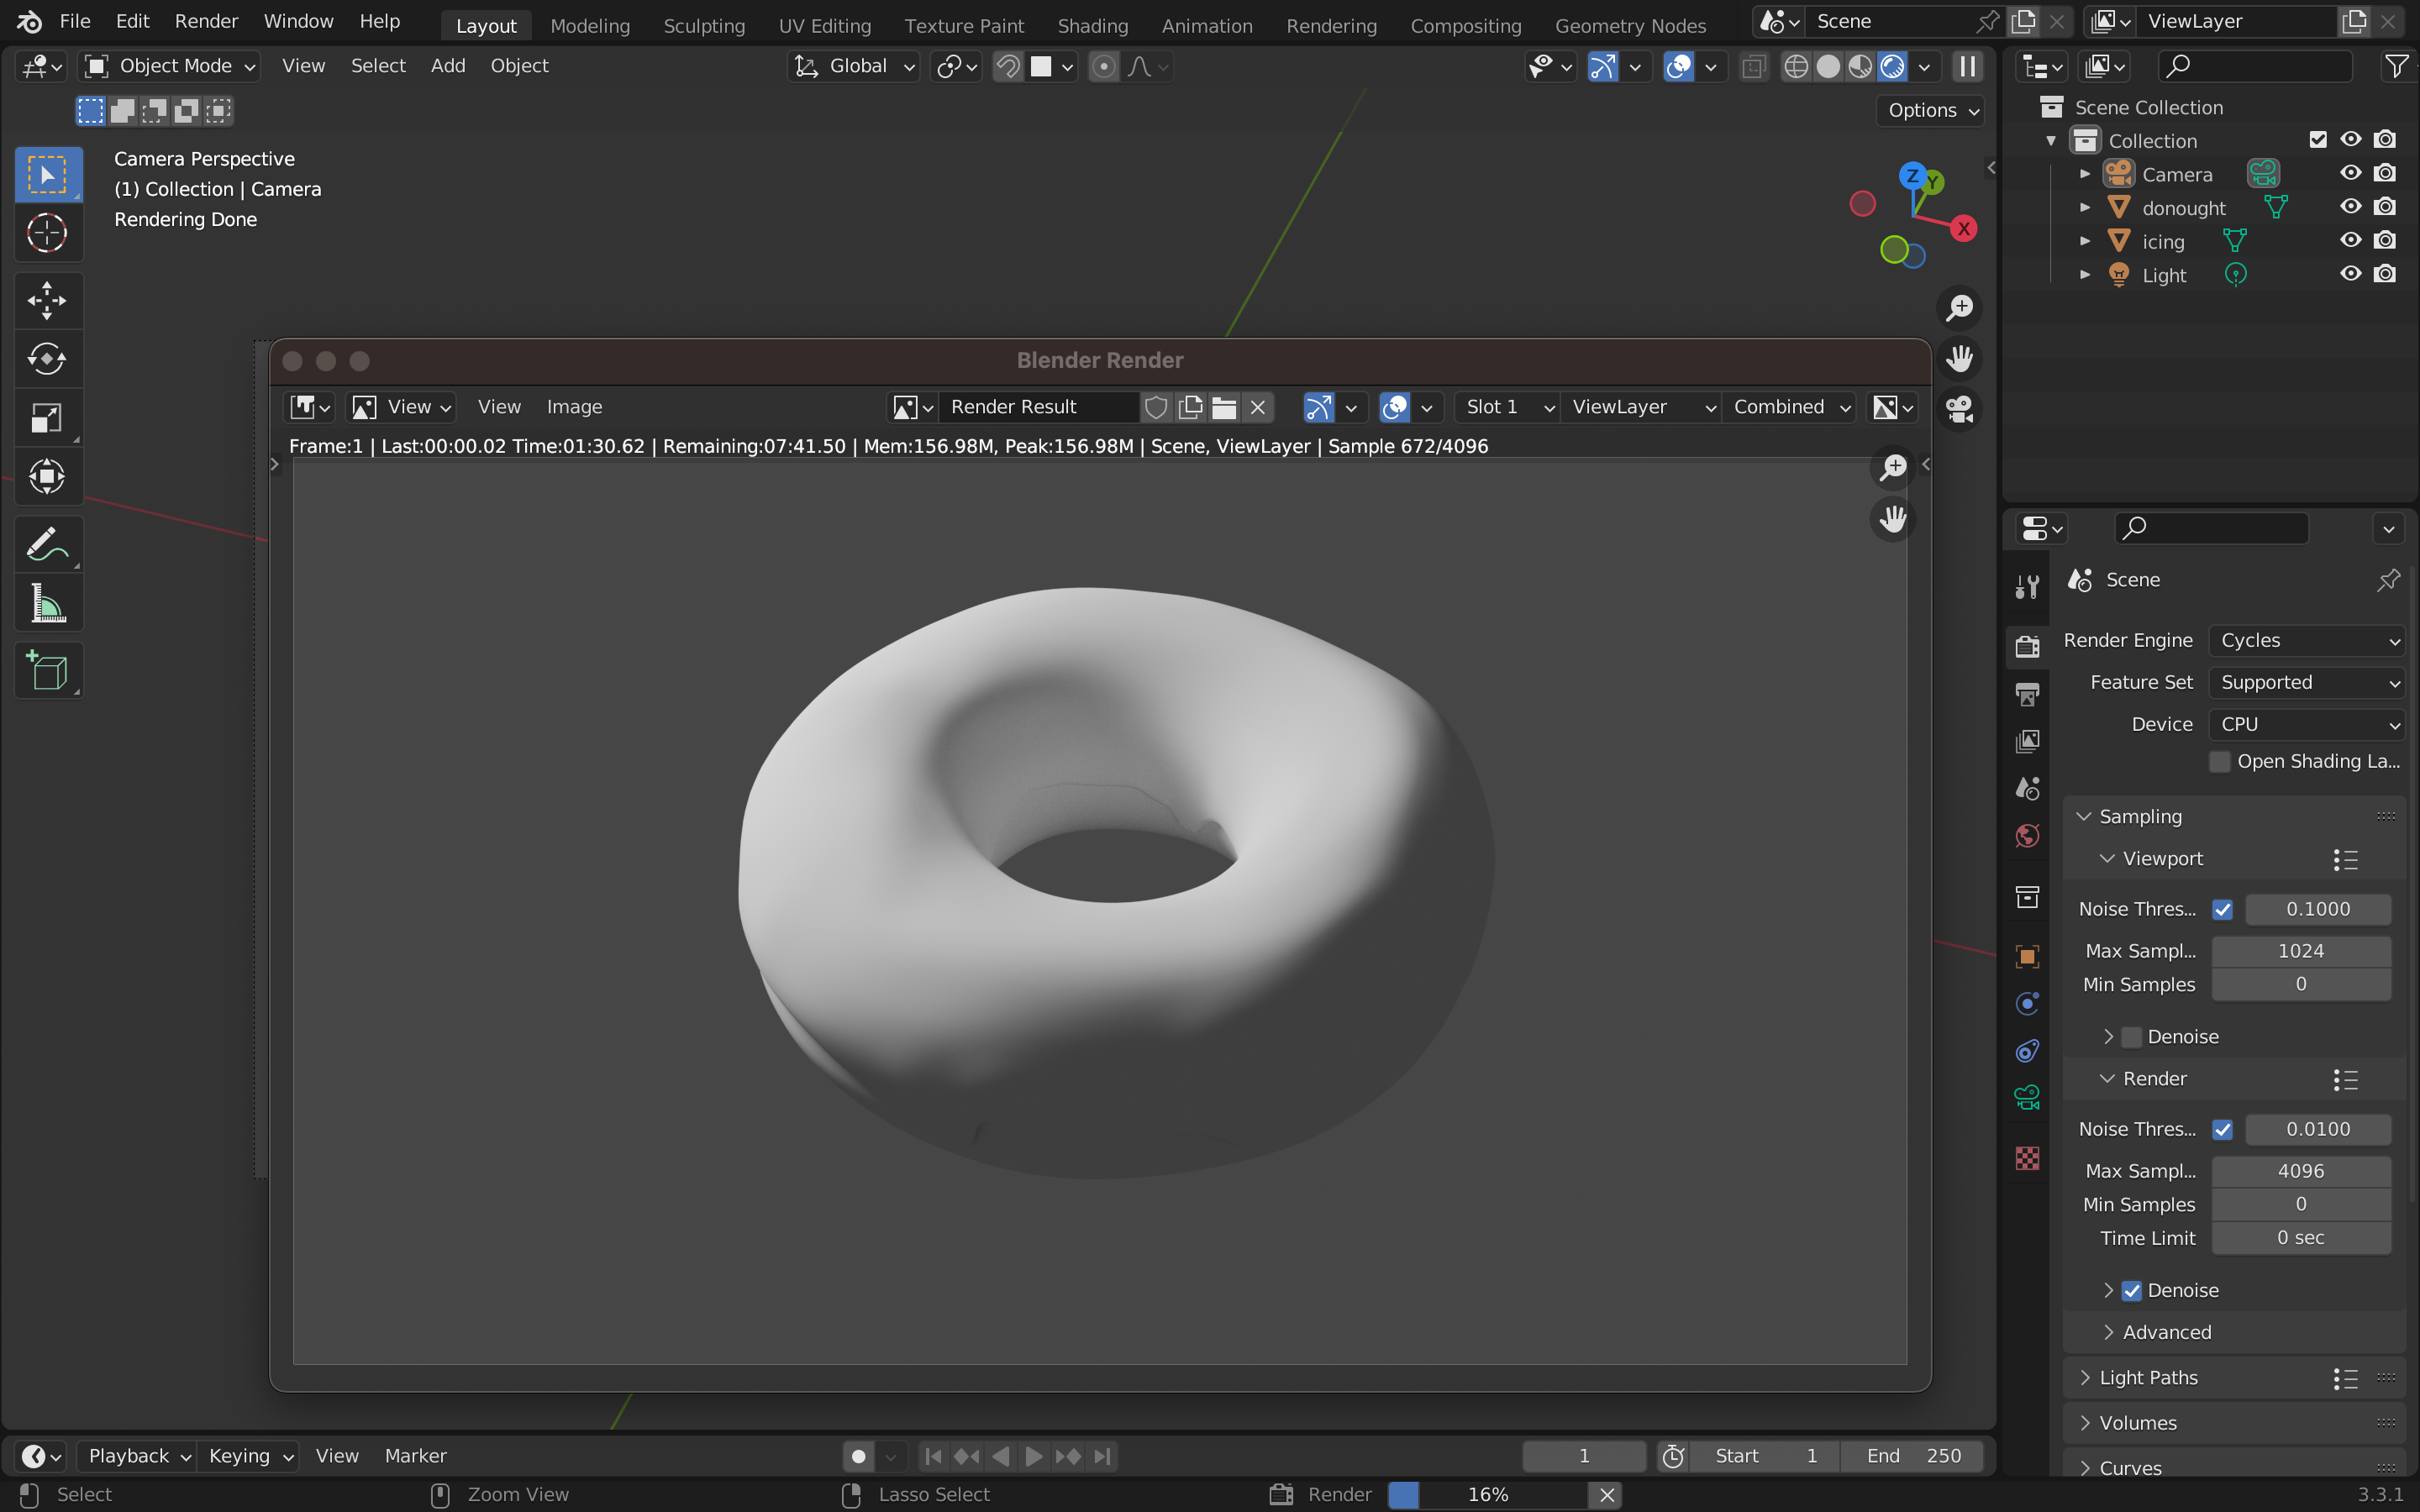 File Edit Render Window Help Layout Modeling Sculpting UV Editing Texture Paint Shading Animation Rendering Compositing Geometry Nodes Scene ViewLayer
Object Mode View Select Add Object Global
Options
Camera Perspective
(1) Collection | Camera
Rendering Done
Z Y X
Scene Collection
Collection
Camera
donought
icing
Light
Blender Render
View View Image Render Result Slot 1 ViewLayer Combined
Frame:1 | Last:00:00.02 Time:01:30.62 | Remaining:07:41.50 | Mem:156.98M, Peak:156.98M | Scene, ViewLayer | Sample 672/4096
Scene
Render Engine Cycles
Feature Set Supported
Device CPU
Open Shading La...
Sampling
Viewport
Noise Thres... 0.1000
Max Sampl... 1024
Min Samples 0
Denoise
Render
Noise Thres... 0.0100
Max Sampl... 4096
Min Samples 0
Time Limit 0 sec
Denoise
Advanced
Light Paths
Volumes
Curves
Playback Keying View Marker 1 Start 1 End 250
Select Zoom View Lasso Select Render 16% 3.3.1